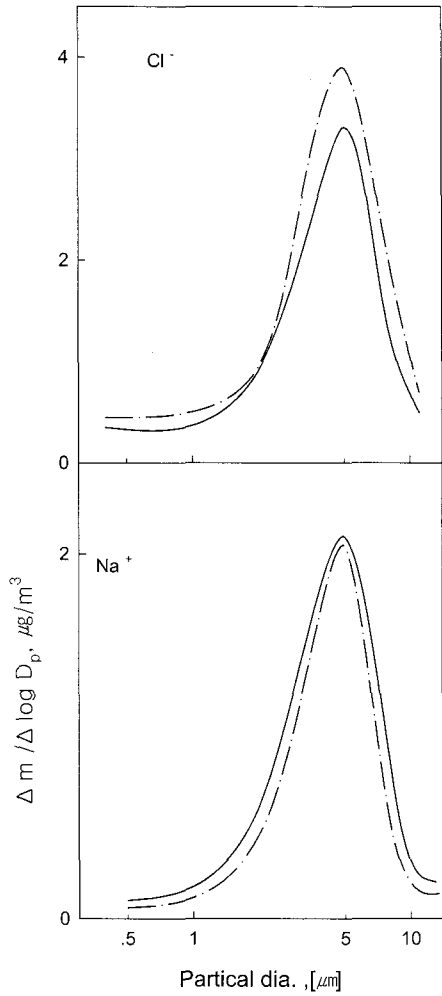 4
Cl⁻
2
0
2
Na⁺
Δ m / Δ log Dₚ, μg/m³
0
.5 1 5 10
Partical dia. ,[μm]